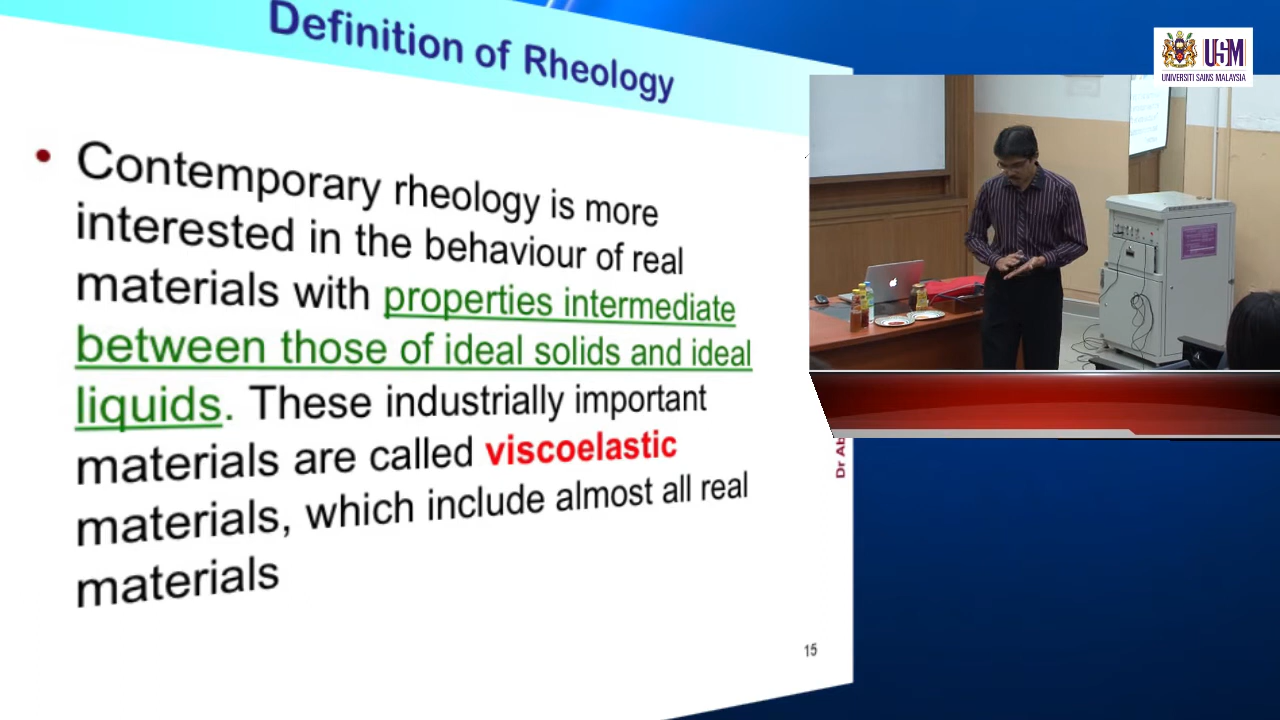 Definition of Rheology
• Contemporary rheology is more
interested in the behaviour of real
materials with properties intermediate
between those of ideal solids and ideal
liquids. These industrially important
materials are called viscoelastic
materials, which include almost all real
materials
15
Dr Ab
USM
UNIVERSITI SAINS MALAYSIA